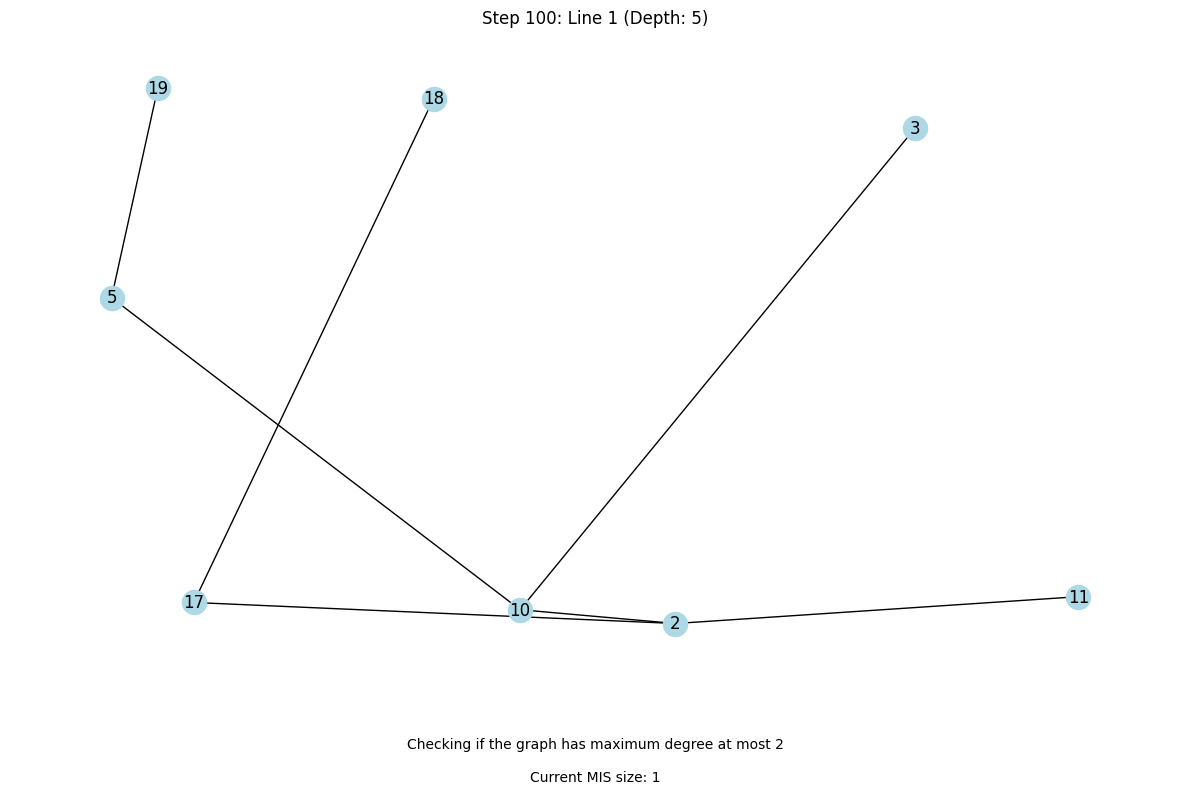 Step 100: Line 1 (Depth: 5)
19
18
3
5
17
10
2
11
Checking if the graph has maximum degree at most 2
Current MIS size: 1